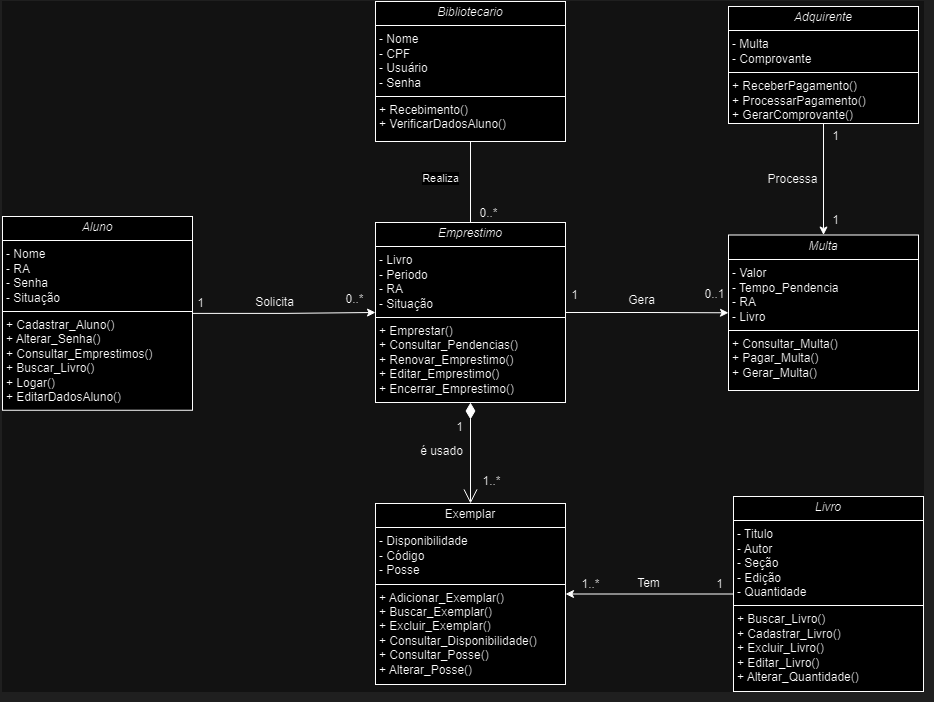 Bibliotecario
- Nome
- CPF
- Usuário
- Senha
+ Recebimento()
+ VerificarDadosAluno()
Adquirente
- Multa
- Comprovante
+ ReceberPagamento()
+ ProcessarPagamento()
+ GerarComprovante()
Realiza
0..*
1
Processa
1
Aluno
- Nome
- RA
- Senha
- Situação
+ Cadastrar_Aluno()
+ Alterar_Senha()
+ Consultar_Emprestimos()
+ Buscar_Livro()
+ Logar()
+ EditarDadosAluno()
1
Solicita
0..*
Emprestimo
- Livro
- Periodo
- RA
- Situação
+ Emprestar()
+ Consultar_Pendencias()
+ Renovar_Emprestimo()
+ Editar_Emprestimo()
+ Encerrar_Emprestimo()
1
Gera
0..1
Multa
- Valor
- Tempo_Pendencia
- RA
- Livro
+ Consultar_Multa()
+ Pagar_Multa()
+ Gerar_Multa()
1
é usado
1..*
Exemplar
- Disponibilidade
- Código
- Posse
+ Adicionar_Exemplar()
+ Buscar_Exemplar()
+ Excluir_Exemplar()
+ Consultar_Disponibilidade()
+ Consultar_Posse()
+ Alterar_Posse()
1..*
Tem
1
Livro
- Titulo
- Autor
- Seção
- Edição
- Quantidade
+ Buscar_Livro()
+ Cadastrar_Livro()
+ Excluir_Livro()
+ Editar_Livro()
+ Alterar_Quantidade()